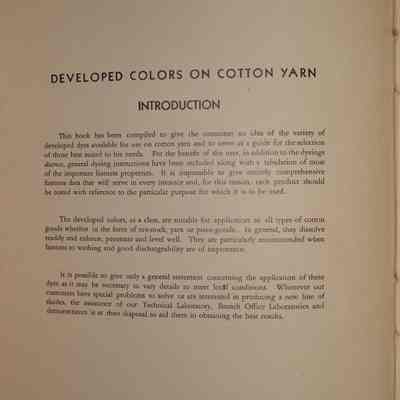 DEVELOPED COLORS ON COTTON YARN
INTRODUCTION
This book has been compiled to give the consumer an idea of the variety of
developed dyes available for use on cotton yarn and to serve as a guide for the selection
of those best suited to his needs. For the benefit of the user, in addition to the dyeings
shown, general dyeing instructions have been included along with a tabulation of most
of the important fastness properties. It is impossible to give entirely comprehensive
fastness data that will serve in every instance and, for this reason, each product should
be tested with reference to the particular purpose for which it is to be used.
The developed colors, as a class, are suitable for application to all types of cotton
goods whether in the form of raw-stock, yarn or piece-goods. In general, they dissolve
readily and exhaust, penetrate and level well. They are particularly recommended when
fastness to washing and good dischargeability are of importance.
It is possible to give only a general statement concerning the application of these
dyes as it may be necessary to vary details to meet local conditions. Whenever our
customers have special problems to solve or are interested in producing a new line of
shades, the assistance of our Technical Laboratory, Branch Office Laboratories and
demonstrators is at their disposal to aid them in obtaining the best results.